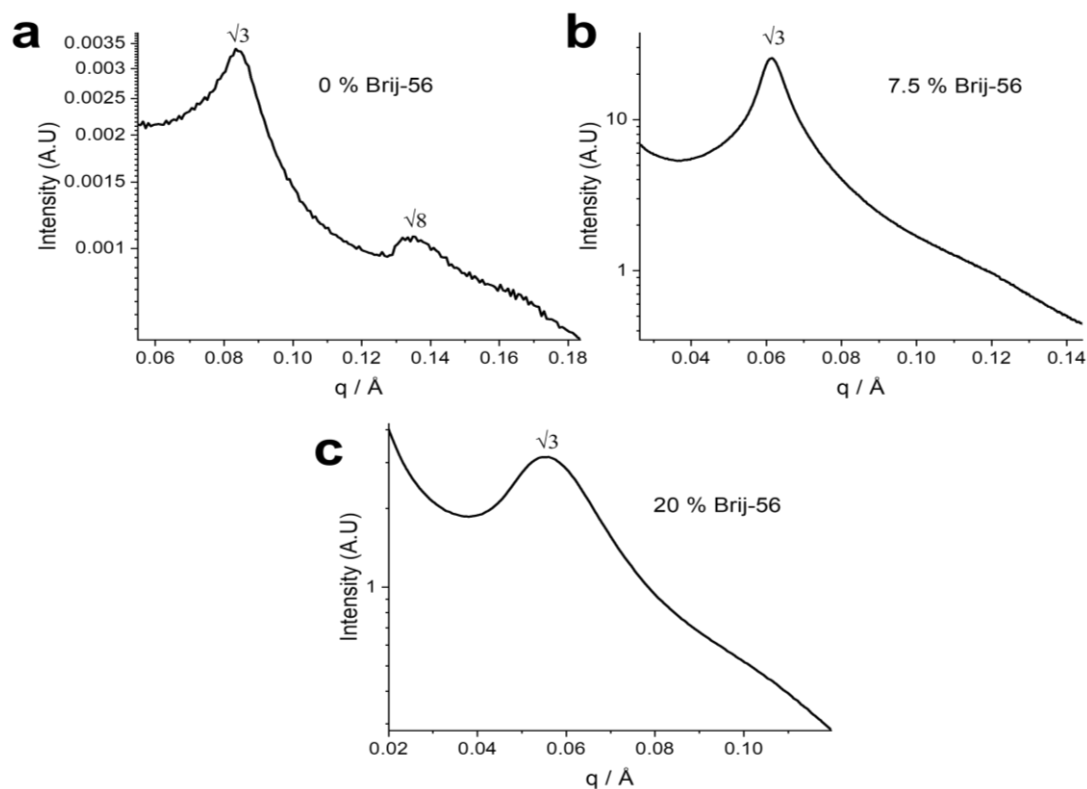 a
√3
0 % Brij-56
√8
0.0035
0.003
0.0025
0.002
0.0015
0.001
Intensity (A.U)
0.06 0.08 0.10 0.12 0.14 0.16 0.18
q / Å
b
√3
7.5 % Brij-56
10
1
Intensity (A.U)
0.04 0.06 0.08 0.10 0.12 0.14
q / Å
c
√3
20 % Brij-56
1
Intensity (A.U)
0.02 0.04 0.06 0.08 0.10
q / Å